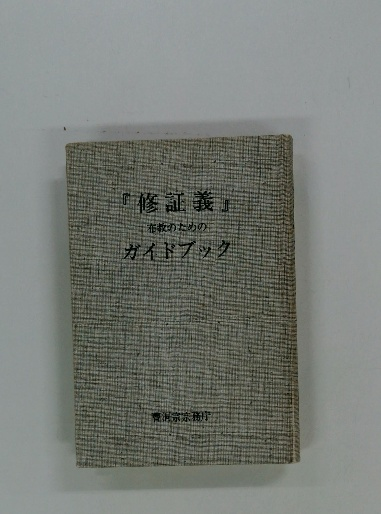 『修証義』
布教のための
ガイドブック
曹洞宗宗務庁